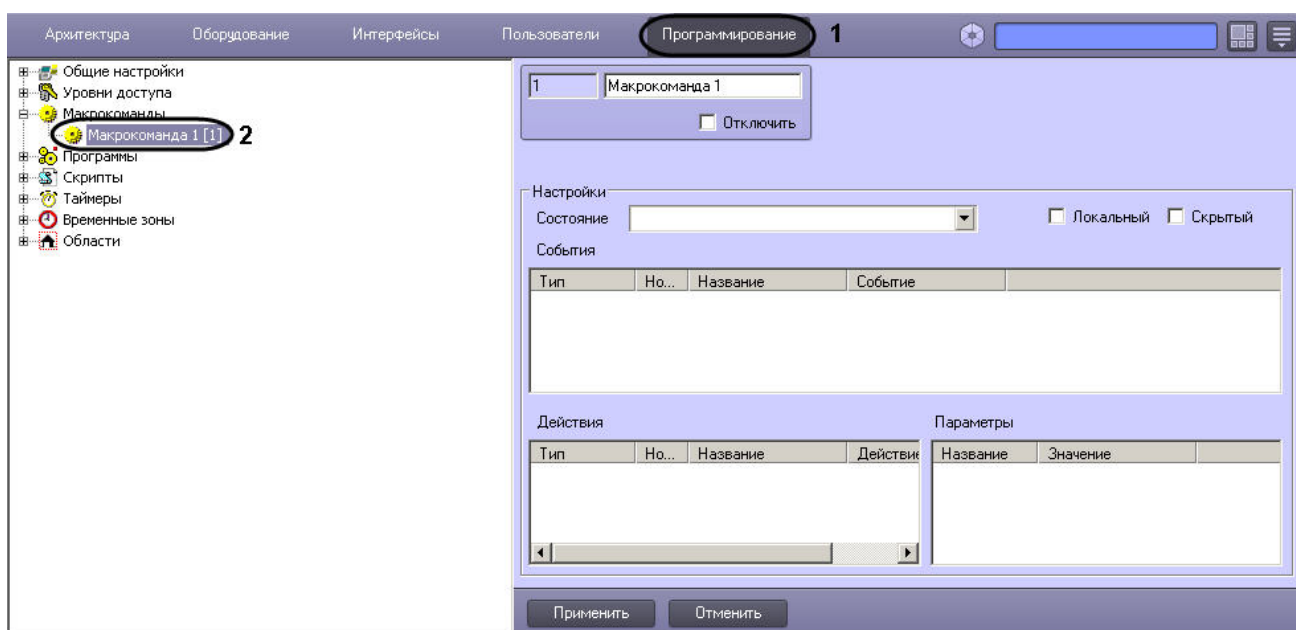 Архитектура Оборудование Интерфейсы Пользователи Программирование 1
Общие настройки
Уровни доступа
Макрокоманды
Макрокоманда 1 [1] 2
Программы
Скрипты
Таймеры
Временные зоны
Области
1 Макрокоманда 1
Отключить
Настройки
Состояние Локальный Скрытый
События
Тип Но... Название Событие
Действия Параметры
Тип Но... Название Действие Название Значение
Применить Отменить